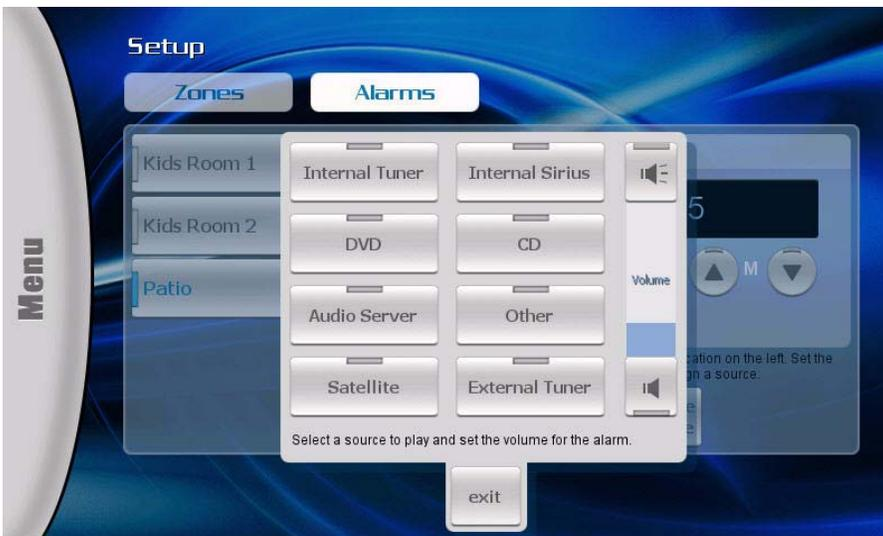 Setup
Zones
Alarms
Menu
Kids Room 1
Kids Room 2
Patio
Internal Tuner
Internal Sirius
DVD
CD
Audio Server
Other
Satellite
External Tuner
Volume
Select a source to play and set the volume for the alarm.
exit
5
M
on the left. Set the
a source.